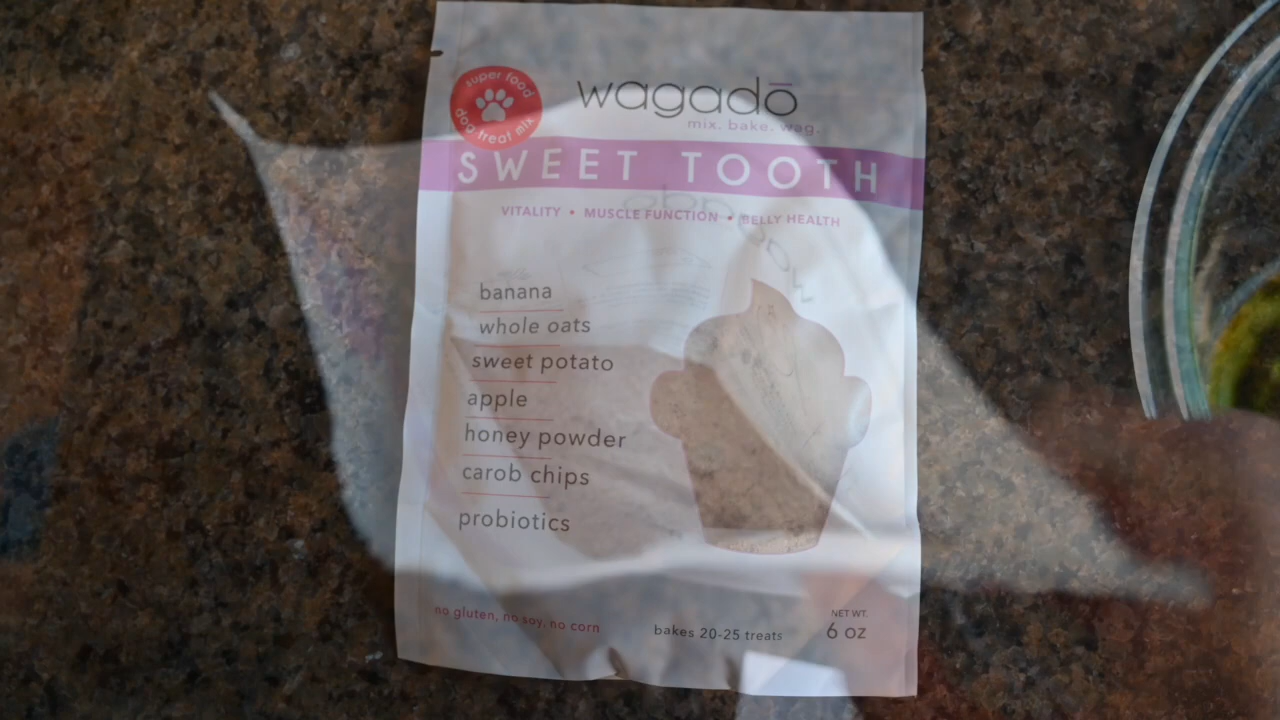 super food
dog treat mix
wagadō
mix. bake. wag.
SWEET TOOTH
VITALITY • MUSCLE FUNCTION • BELLY HEALTH
banana
whole oats
sweet potato
apple
honey powder
carob chips
probiotics
no gluten, no soy, no corn
bakes 20-25 treats
NET WT.
6 oz